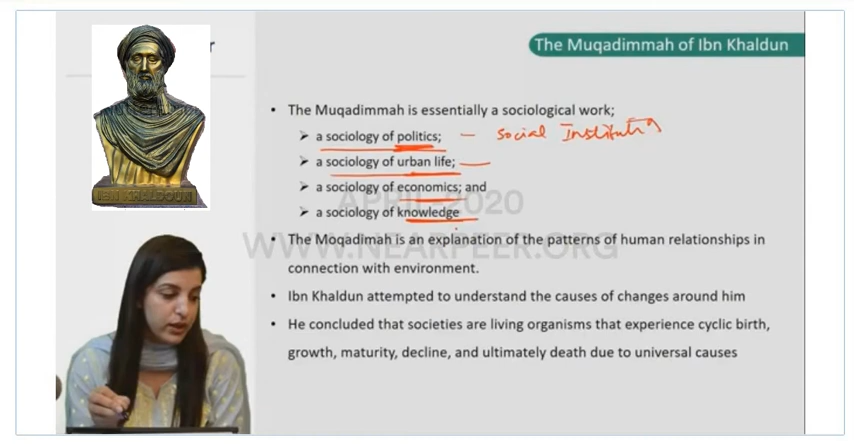 r
The Muqadimmah of Ibn Khaldun
• The Muqadimmah is essentially a sociological work;
➤ a sociology of politics; — Social Institution
➤ a sociology of urban life; —
➤ a sociology of economics; and
➤ a sociology of knowledge
APRIL 2020
WWW.NEARPEER.ORG
• The Moqadimah is an explanation of the patterns of human relationships in
connection with environment.
• Ibn Khaldun attempted to understand the causes of changes around him
• He concluded that societies are living organisms that experience cyclic birth,
growth, maturity, decline, and ultimately death due to universal causes
IBN KHALDOUN